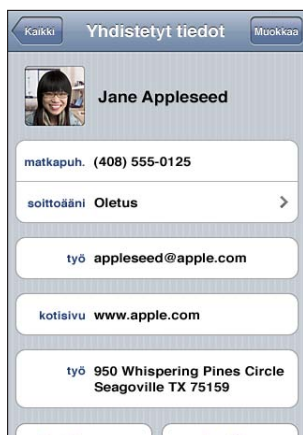 Kaikki Yhdistetyt tiedot Muokkaa
Jane Appleseed
matkapuh. (408) 555-0125
soittoääni Oletus
työ appleseed@apple.com
kotisivu www.apple.com
työ 950 Whispering Pines Circle
Seagoville TX 75159